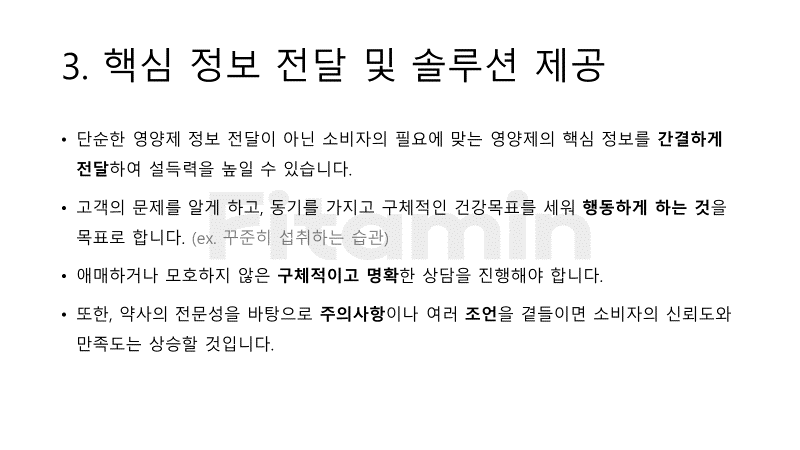 3. 핵심 정보 전달 및 솔루션 제공
• 단순한 영양제 정보 전달이 아닌 소비자의 필요에 맞는 영양제의 핵심 정보를 간결하게
전달하여 설득력을 높일 수 있습니다.
• 고객의 문제를 알게 하고, 동기를 가지고 구체적인 건강목표를 세워 행동하게 하는 것을
목표로 합니다. (ex. 꾸준히 섭취하는 습관)
• 애매하거나 모호하지 않은 구체적이고 명확한 상담을 진행해야 합니다.
• 또한, 약사의 전문성을 바탕으로 주의사항이나 여러 조언을 곁들이면 소비자의 신뢰도와
만족도는 상승할 것입니다.
Fitamin